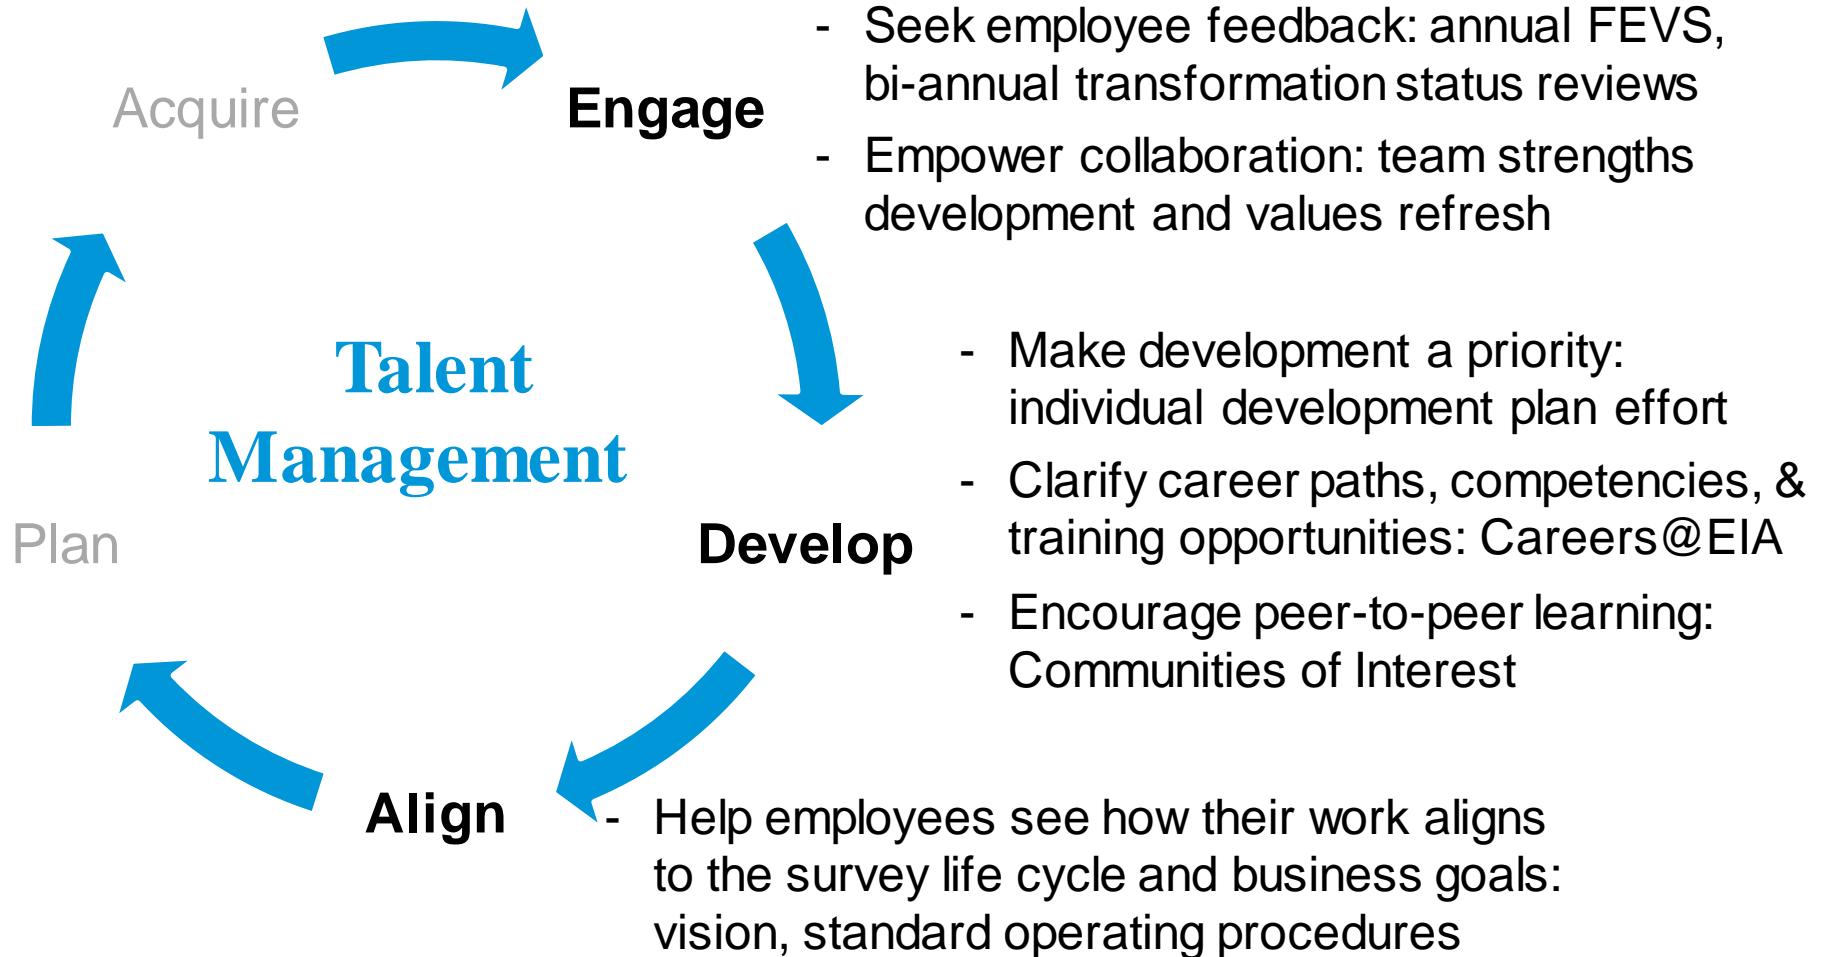 Acquire
Engage
- Seek employee feedback: annual FEVS,
bi-annual transformation status reviews
- Empower collaboration: team strengths
development and values refresh
Talent
Management
- Make development a priority:
individual development plan effort
- Clarify career paths, competencies, &
training opportunities: Careers@EIA
- Encourage peer-to-peer learning:
Communities of Interest
Plan
Develop
Align
- Help employees see how their work aligns
to the survey life cycle and business goals:
vision, standard operating procedures